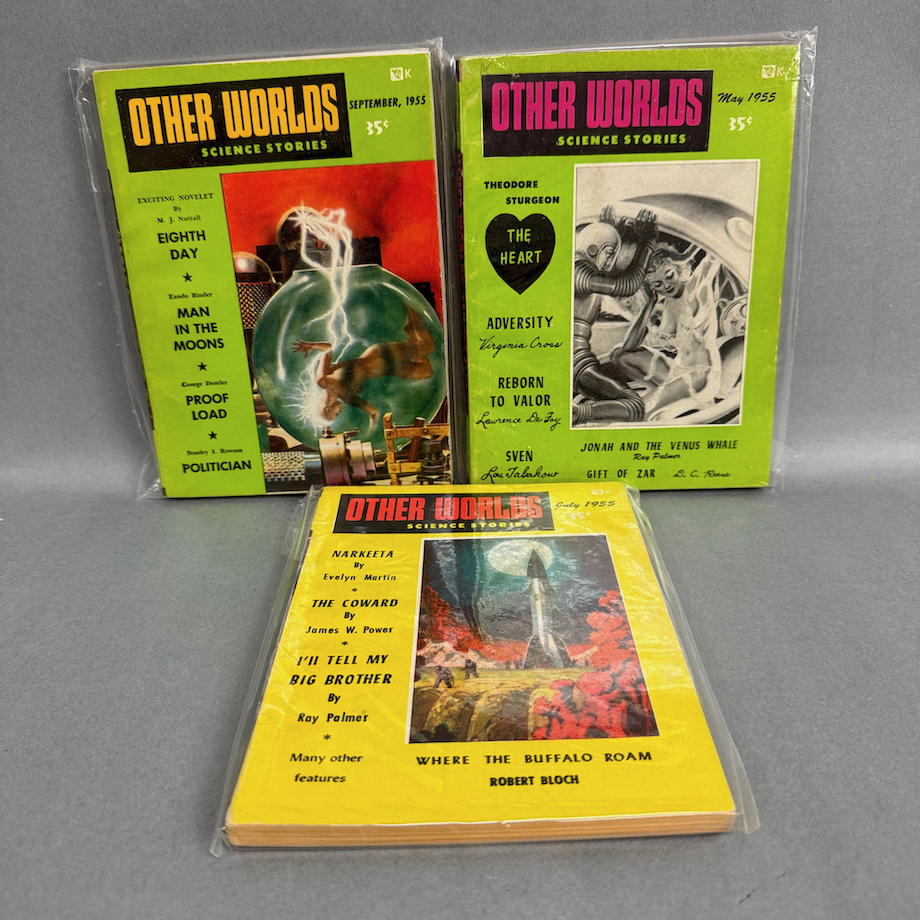 OTHER WORLDS
SCIENCE STORIES
SEPTEMBER, 1955
35¢
K
EXCITING NOVELET
By
M. J. Nuttall
EIGHTH
DAY
★
Eando Binder
MAN
IN THE
MOONS
★
George Dumler
PROOF
LOAD
★
Stanley I. Rowson
POLITICIAN
OTHER WORLDS
SCIENCE STORIES
May 1955
35¢
K
THEODORE
STURGEON
THE
HEART
ADVERSITY
Virginia Cross
REBORN
TO VALOR
Lawrence De Foy
SVEN
Lou Tabakow
JONAH AND THE VENUS WHALE
Ray Palmer
GIFT OF ZAR
OTHER WORLDS
SCIENCE STORIES
July 1955
K
NARKEETA
By
Evelyn Martin
*
THE COWARD
By
James W. Power
*
I'll TELL MY
BIG BROTHER
By
Ray Palmer
*
Many other
features
WHERE THE BUFFALO ROAM
ROBERT BLOCH